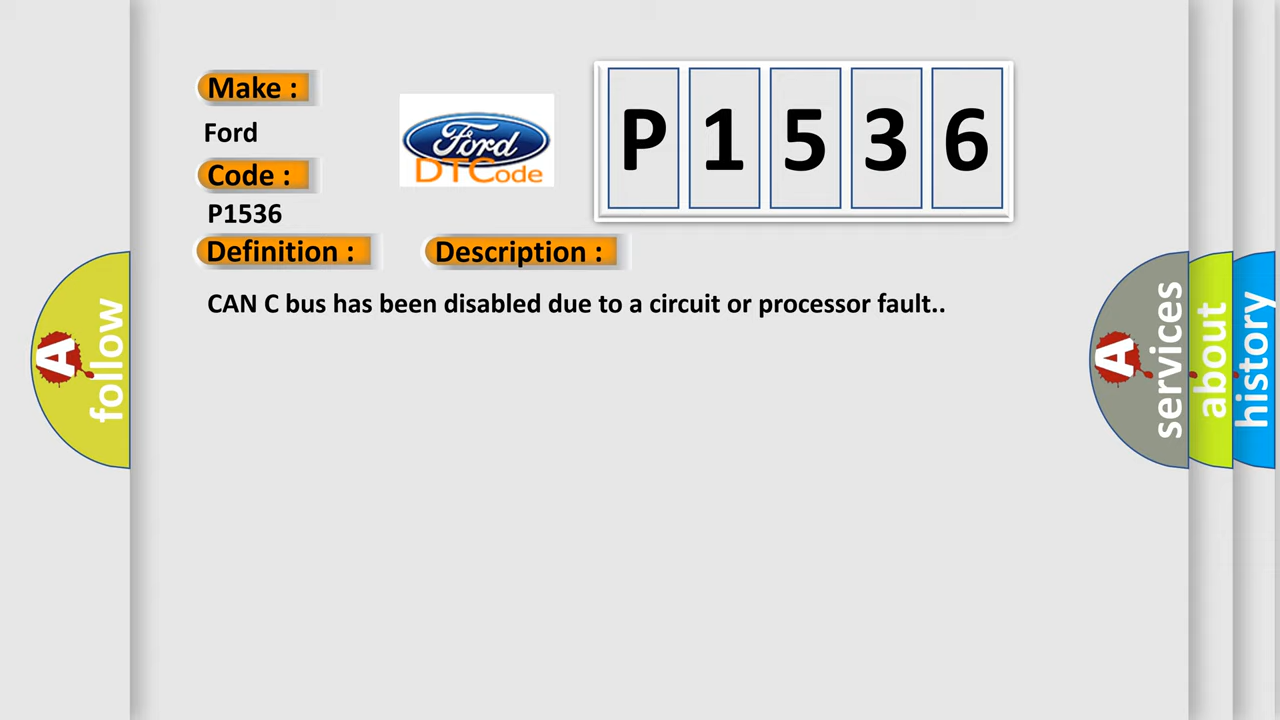 Make :
Ford
Code :
P1536
Definition :
Description :
CAN C bus has been disabled due to a circuit or processor fault..
Ford
DTCode
P 1 5 3 6
A follow
A services
about
history